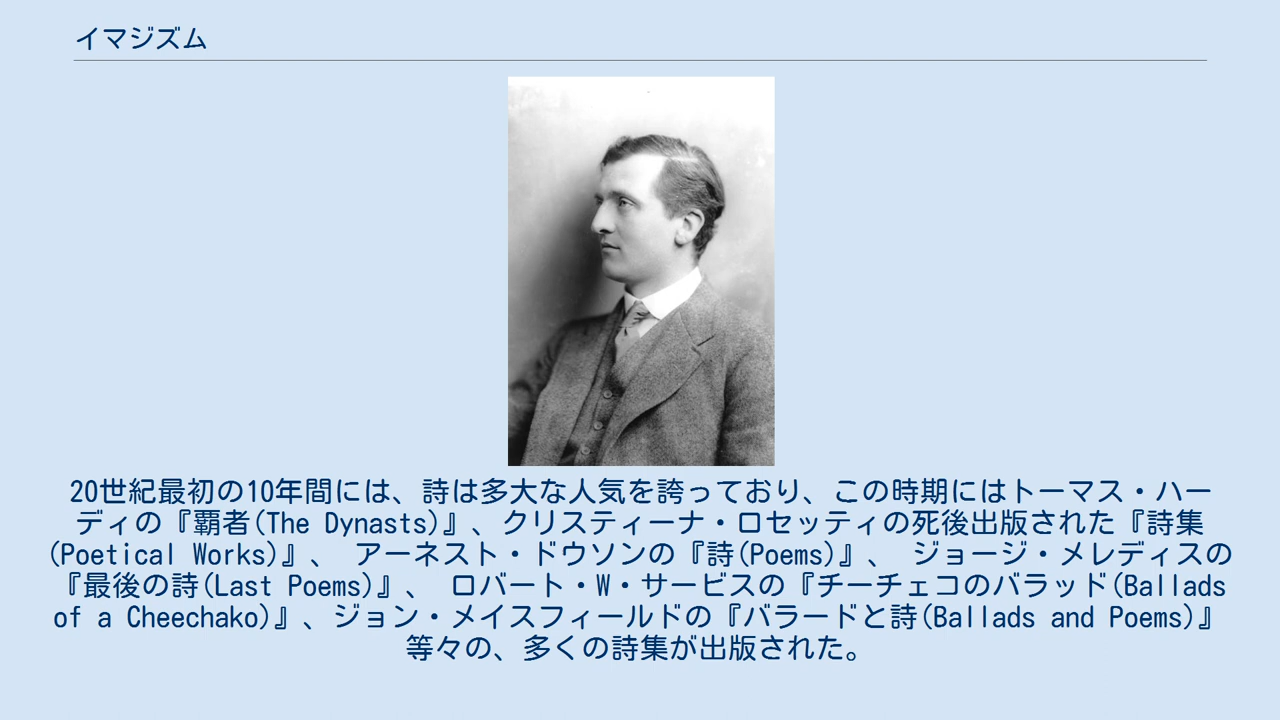 イマジズム
20世紀最初の10年間には、詩は多大な人気を誇っており、この時期にはトーマス・ハー
ディの『覇者(The Dynasts)』、クリスティーナ・ロセッティの死後出版された『詩集
(Poetical Works)』、 アーネスト・ドウソンの『詩(Poems)』、 ジョージ・メレディスの
『最後の詩(Last Poems)』、 ロバート・W・サービスの『チーチェコのバラッド(Ballads
of a Cheechako)』、ジョン・メイスフィールドの『バラードと詩(Ballads and Poems)』
等々の、多くの詩集が出版された。